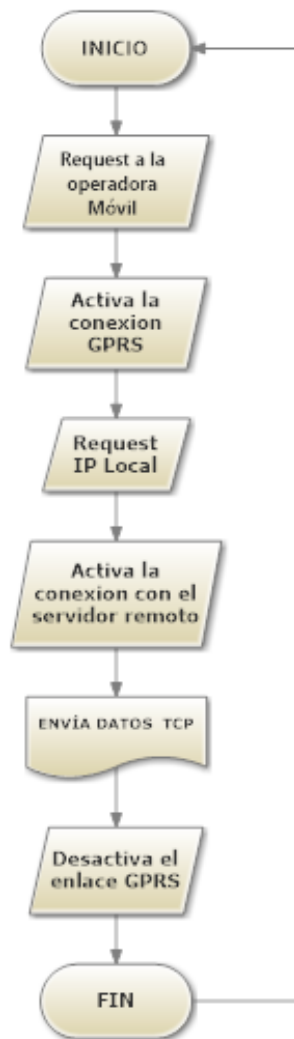 INICIO
Request a la
operadora
Móvil
Activa la
conexion
GPRS
Request
IP Local
Activa la
conexion con el
servidor remoto
ENVÍA DATOS TCP
Desactiva el
enlace GPRS
FIN